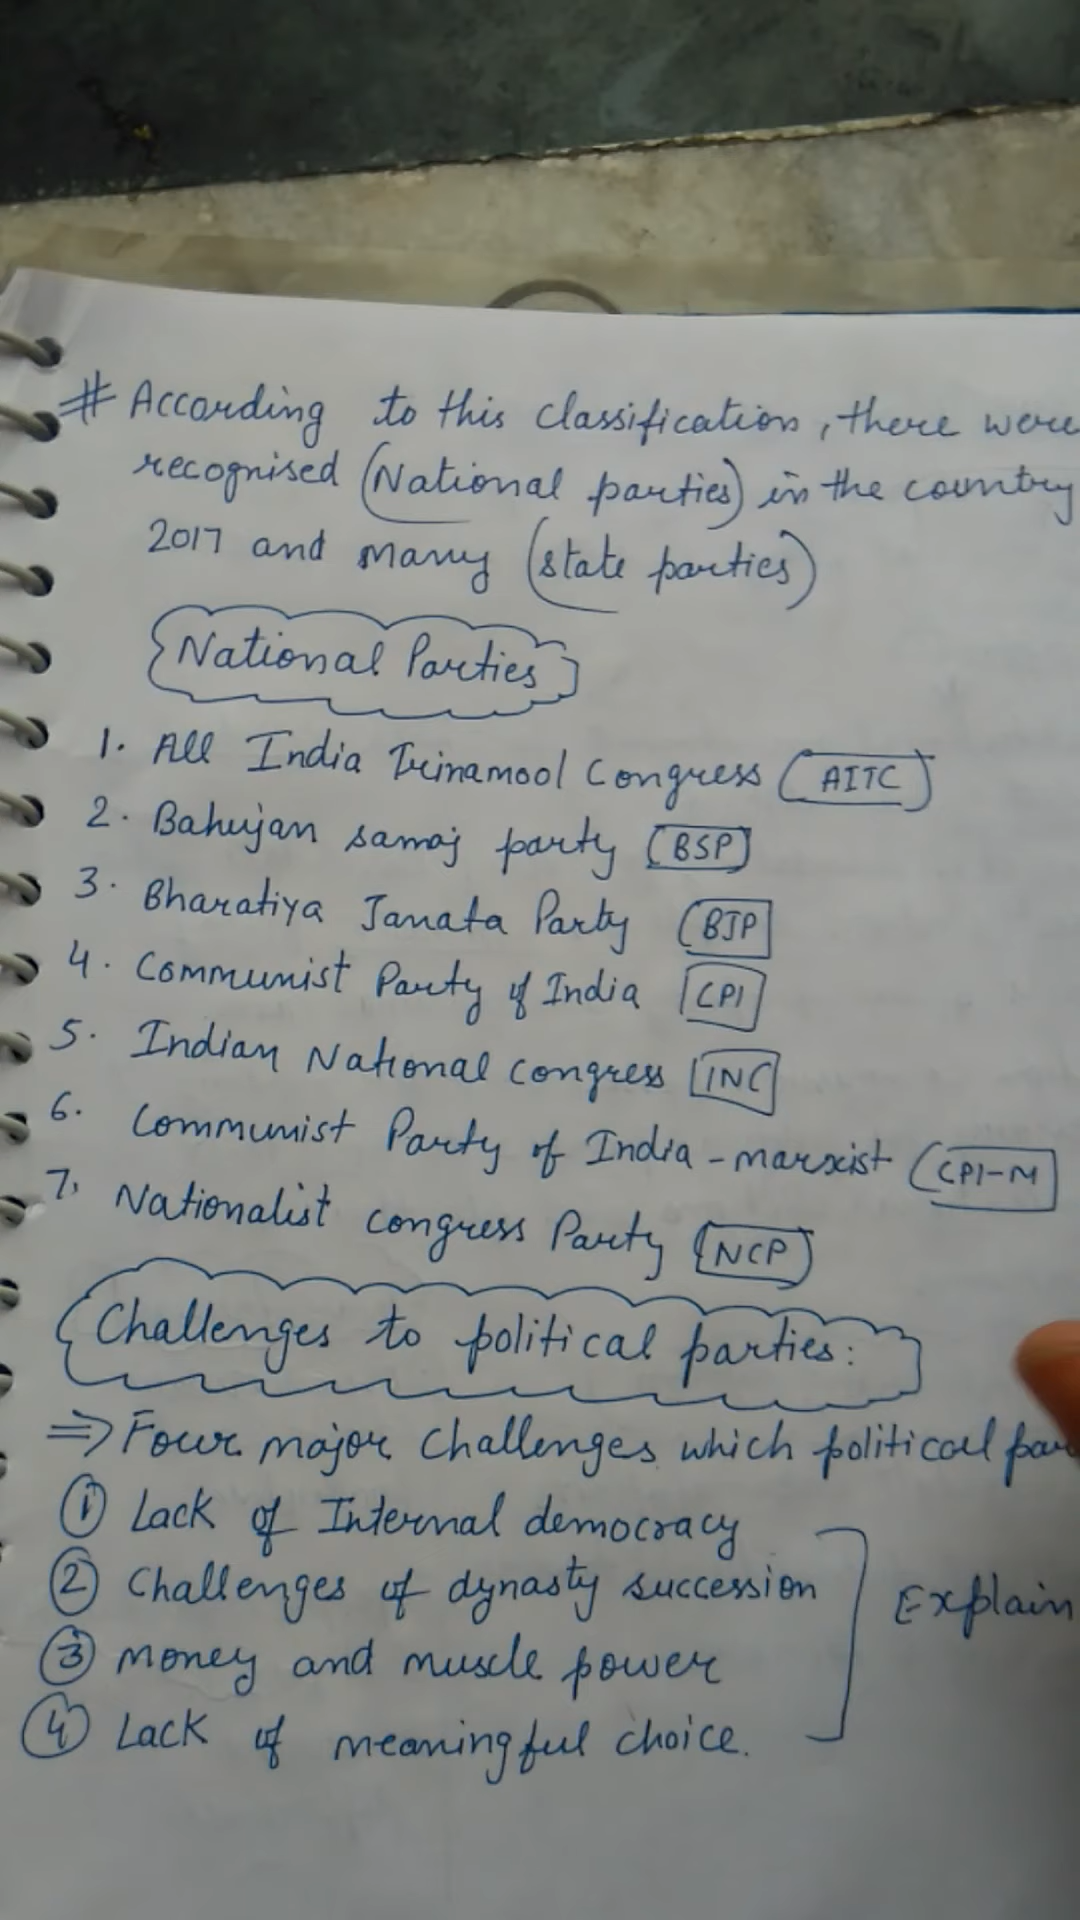 # According to this classification, there were
recognised (National parties) in the country
2017 and many (state parties)
National Parties
1. All India Trinamool Congress (AITC)
2. Bahujan samaj party [BSP]
3. Bharatiya Janata Party (BJP]
4. Communist Party of India [CPI]
5. Indian National congress [INC]
6. Communist Party of India - marxist (CPI-M]
7. Nationalist congress Party [NCP]
Challenges to political parties:
⇒ Four major challenges which political par
① Lack of Internal democracy
② Challenges of dynasty succession
③ Money and muscle power
④ Lack of meaningful choice.
Explain